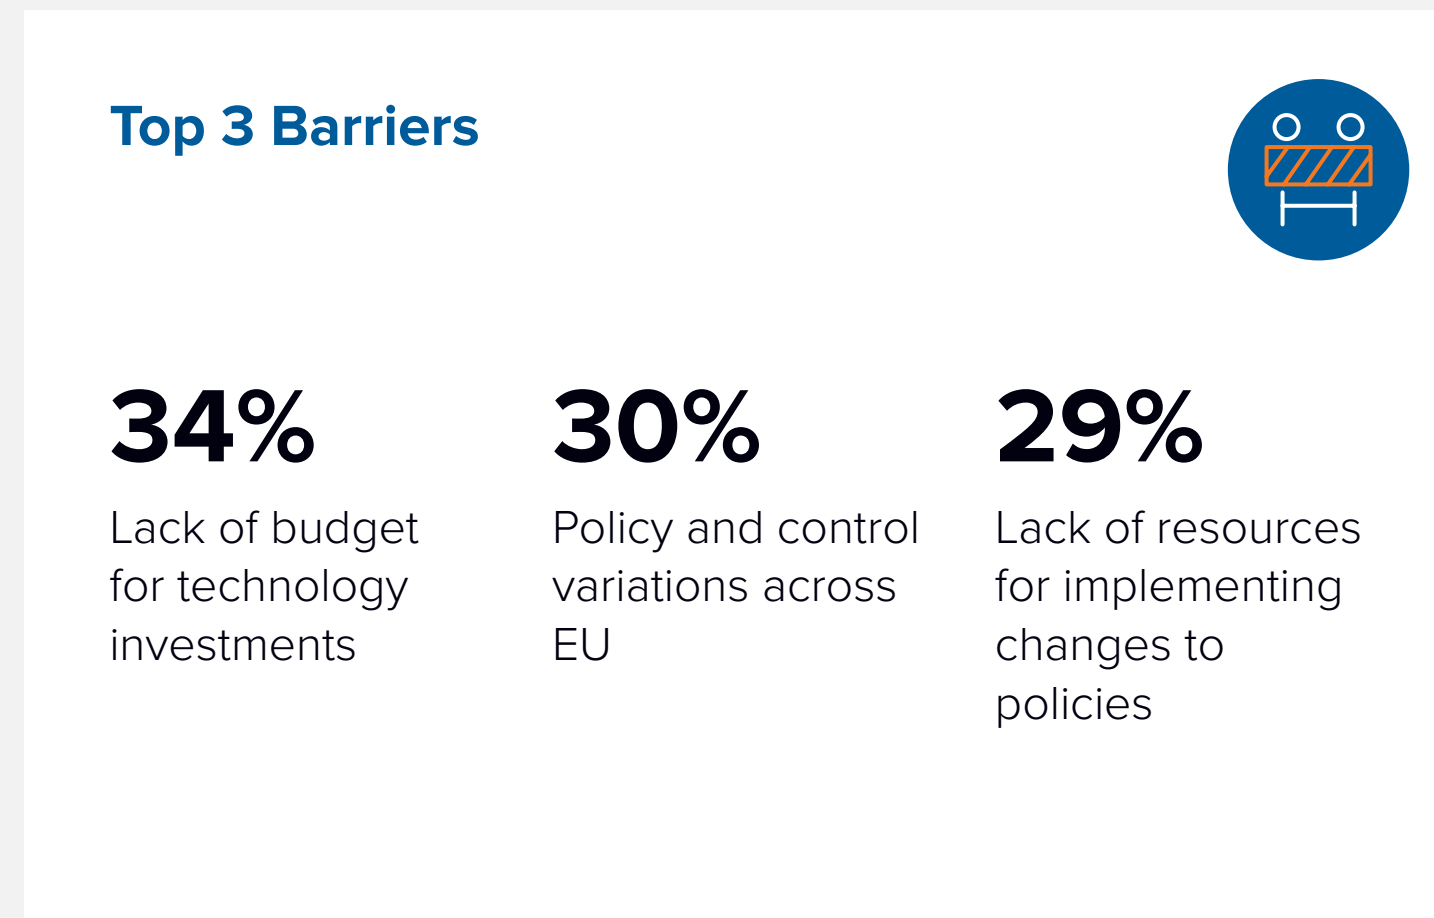 Top 3 Barriers
34%
Lack of budget
for technology
investments
30%
Policy and control
variations across
EU
29%
Lack of resources
for implementing
changes to
policies